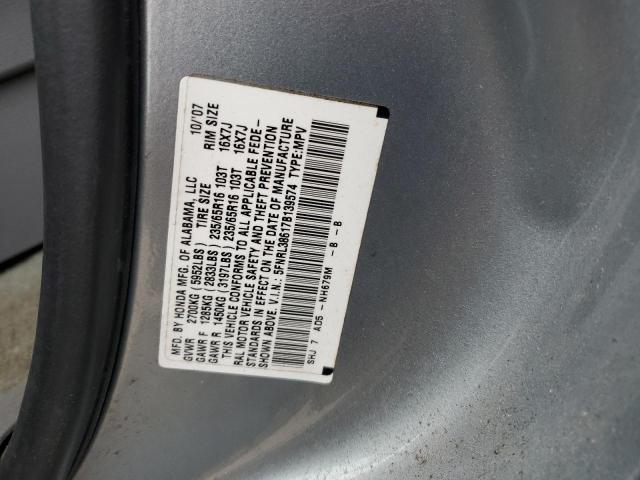 MFD. BY HONDA MFG. OF ALABAMA, LLC 10/'07
GVWR 2700KG (5952LBS) TIRE SIZE RIM SIZE
GAWR F 1285KG (2833LBS) 235/65R16 103T 16X7J
GAWR R 1450KG (3197LBS) 235/65R16 103T 16X7J
THIS VEHICLE CONFORMS TO ALL APPLICABLE FEDE-
RAL MOTOR VEHICLE SAFETY AND THEFT PREVENTION
STANDARDS IN EFFECT ON THE DATE OF MANUFACTURE
SHOWN ABOVE. V.I.N.: 5FNRL38617B139574 TYPE:MPV
SHJ 7 AD5 - NH679M - B - B